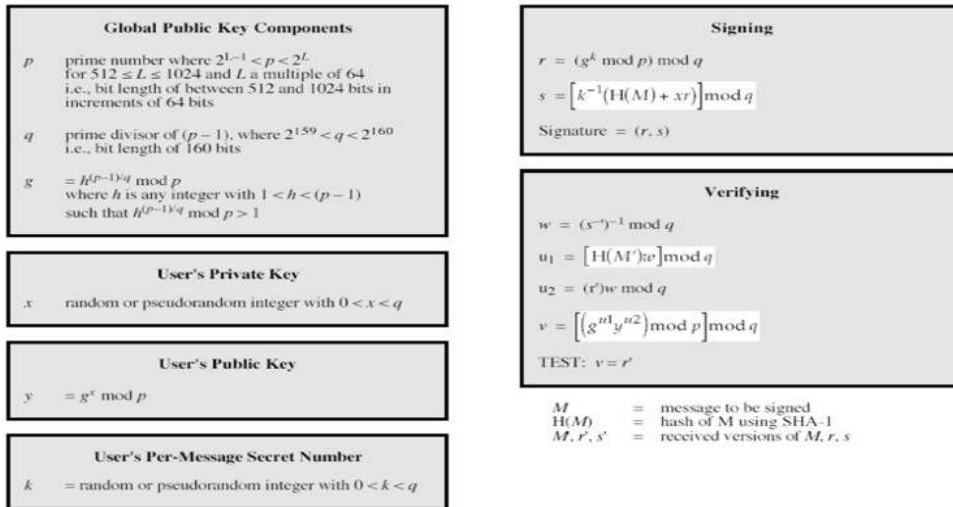 Global Public Key Components
p prime number where 2^{L-1} < p < 2^L
for 512 ≤ L ≤ 1024 and L a multiple of 64
i.e., bit length of between 512 and 1024 bits in
increments of 64 bits
q prime divisor of (p – 1), where 2^{159} < q < 2^{160}
i.e., bit length of 160 bits
g = h^{(p–1)/q} mod p
where h is any integer with 1 < h < (p – 1)
such that h^{(p–1)/q} mod p > 1
User's Private Key
x random or pseudorandom integer with 0 < x < q
User's Public Key
y = g^x mod p
User's Per-Message Secret Number
k = random or pseudorandom integer with 0 < k < q
Signing
r = (g^k mod p) mod q
s = [k^{-1}(H(M) + xr)] mod q
Signature = (r, s)
Verifying
w = (s')^{-1} mod q
u_1 = [H(M')w] mod q
u_2 = (r')w mod q
v = [(g^{u1} y^{u2}) mod p] mod q
TEST: v = r'
M = message to be signed
H(M) = hash of M using SHA-1
M', r', s' = received versions of M, r, s